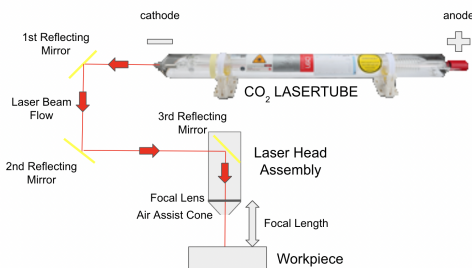 cathode
anode
1st Reflecting
Mirror
CO₂ LASERTUBE
Laser Beam
Flow
3rd Reflecting
Mirror
2nd Reflecting
Mirror
Laser Head
Assembly
Focal Lens
Air Assist Cone
Focal Length
Workpiece